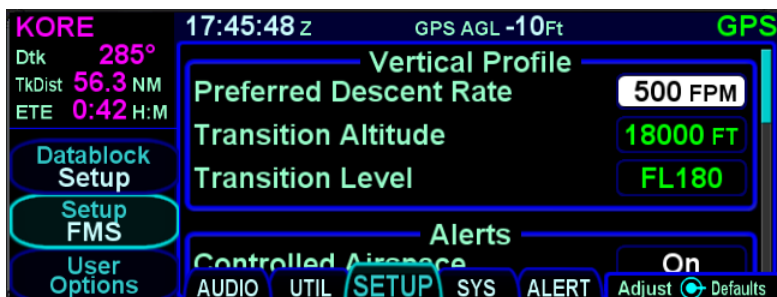 KORE
Dtk 285°
TkDist 56.3 NM
ETE 0:42 H:M
Datablock
Setup
Setup
FMS
User
Options
17:45:48 Z GPS AGL -10Ft GPS
Vertical Profile
Preferred Descent Rate 500 FPM
Transition Altitude 18000 FT
Transition Level FL180
Alerts
Controlled Airspace On
AUDIO UTIL SETUP SYS ALERT Adjust Defaults